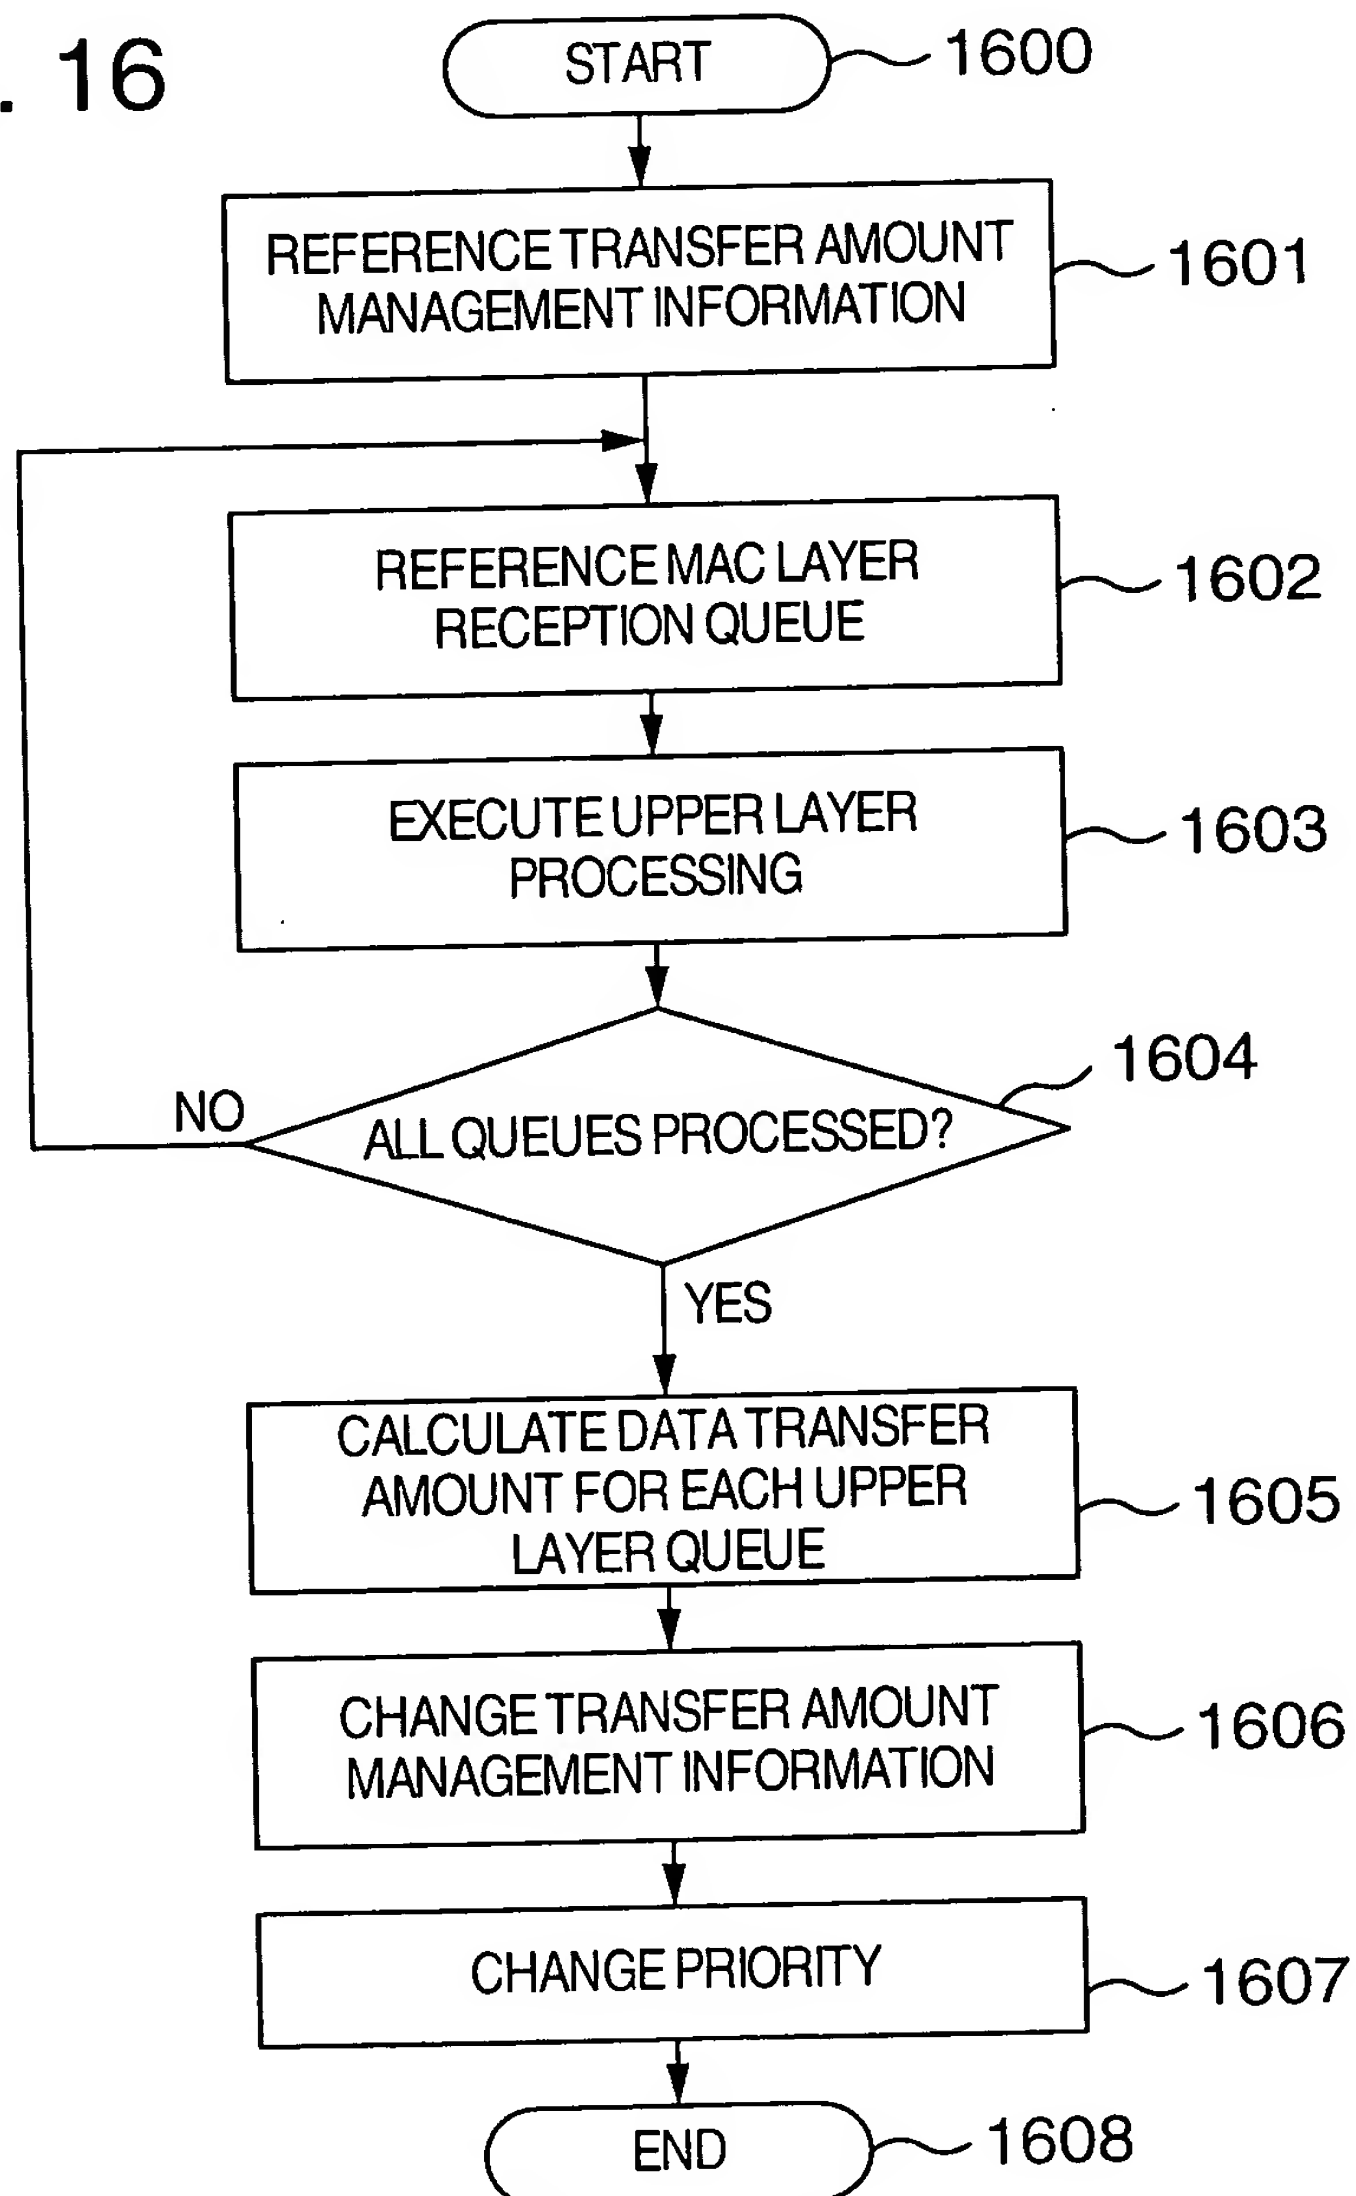 . 16
START
1600
REFERENCE TRANSFER AMOUNT
MANAGEMENT INFORMATION
1601
REFERENCE MAC LAYER
RECEPTION QUEUE
1602
EXECUTE UPPER LAYER
PROCESSING
1603
1604
NO
ALL QUEUES PROCESSED?
YES
CALCULATE DATA TRANSFER
AMOUNT FOR EACH UPPER
LAYER QUEUE
1605
CHANGE TRANSFER AMOUNT
MANAGEMENT INFORMATION
1606
CHANGE PRIORITY
1607
END
1608